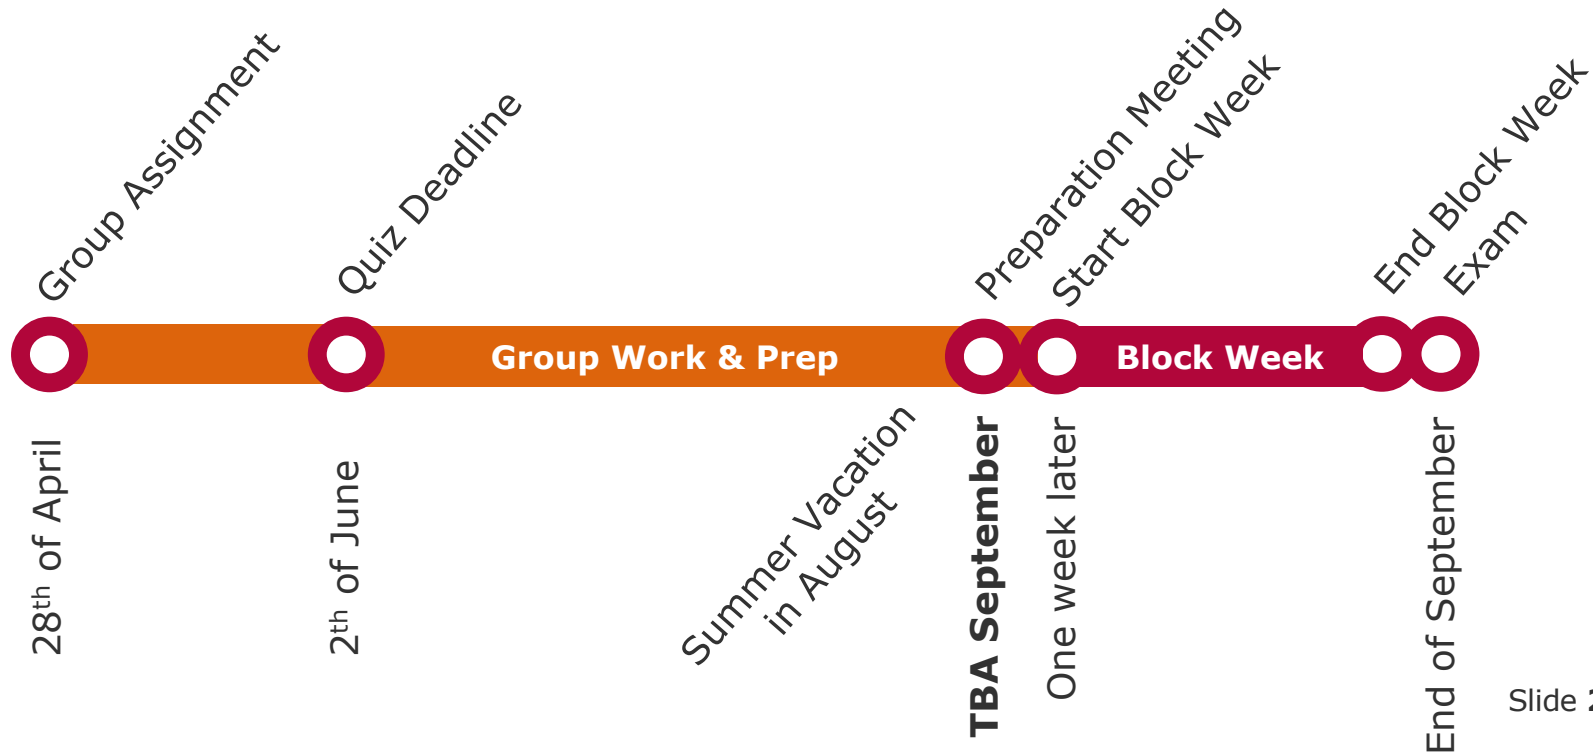 Group Assignment
Quiz Deadline
Preparation Meeting
Start Block Week
End Block Week
Exam
Group Work & Prep
Block Week
28th of April
2th of June
Summer Vacation
in August
TBA September
One week later
End of September
Slide 2